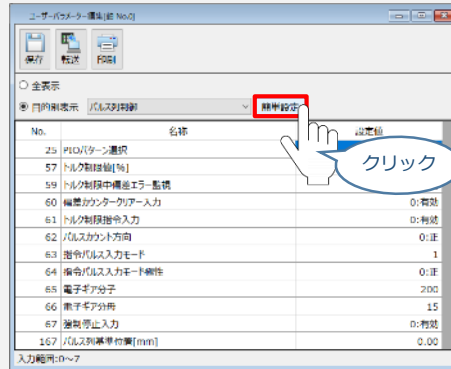 ユーザーパラメーター編集[軸 No.0]
保存 転送 印刷
全表示
目的別表示 パルス列制御 簡単設定
No. 名称 設定値
25 PIOパターン選択
57 トルク制限値[%]
59 トルク制限中偏差エラー監視
60 偏差カウンタークリアー入力 0:有効
61 トルク制限指令入力 0:有効
62 パルスカウント方向 0:正
63 指令パルス入力モード 1
64 指令パルス入力モード極性 0:正
65 電子ギア分子 200
66 電子ギア分母 15
67 強制停止入力 0:有効
167 パルス列基準位置[mm] 0.00
入力範囲:0～7
クリック